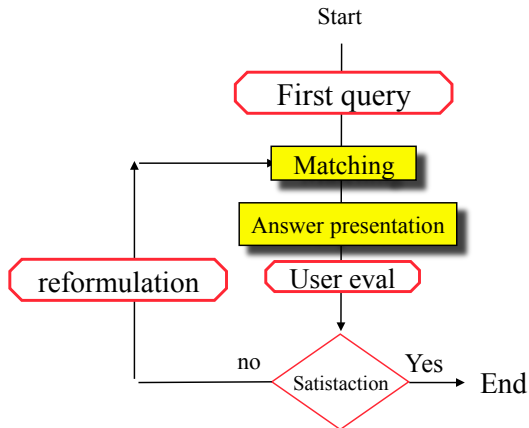 Start
First query
Matching
Answer presentation
reformulation
User eval
no
Yes
Satistaction
End